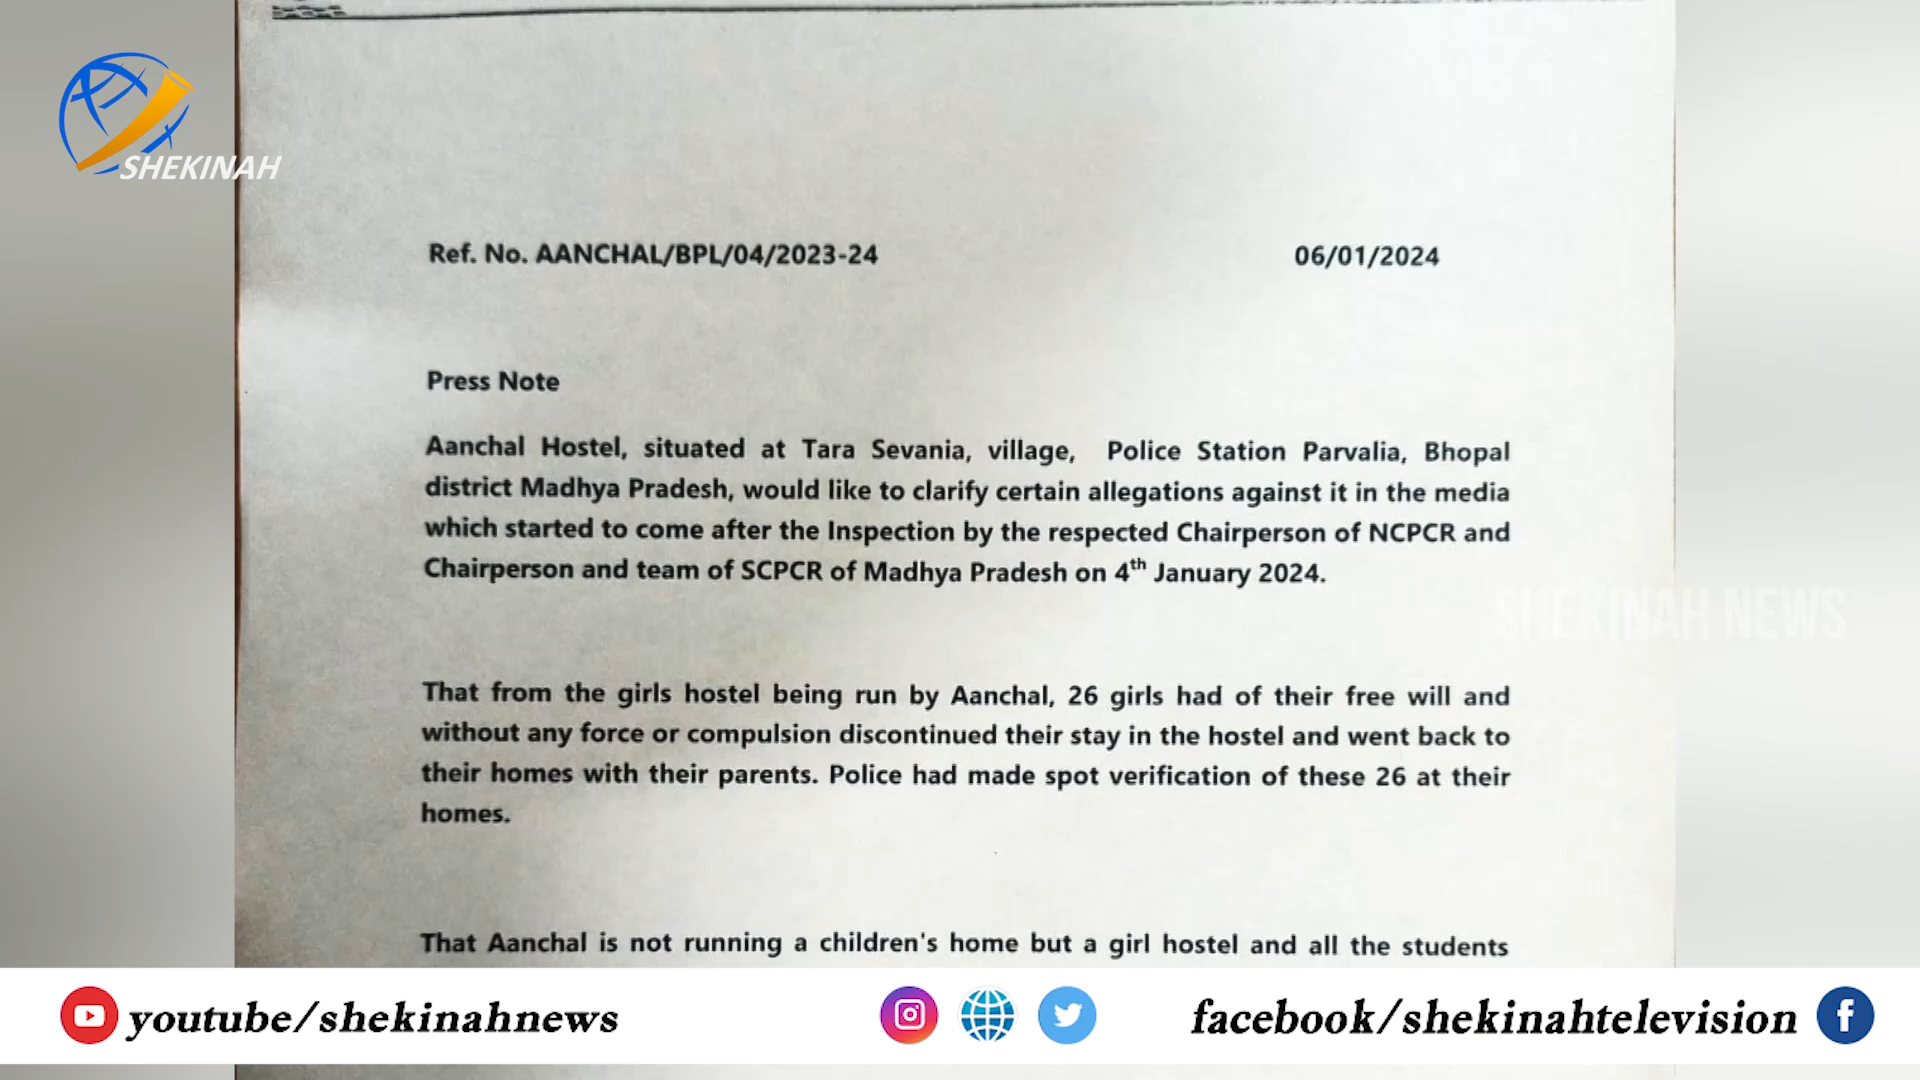 SHEKINAH
Ref. No. AANCHAL/BPL/04/2023-24
06/01/2024
Press Note
Aanchal Hostel, situated at Tara Sevania, village, Police Station Parvalia, Bhopal
district Madhya Pradesh, would like to clarify certain allegations against it in the media
which started to come after the Inspection by the respected Chairperson of NCPCR and
Chairperson and team of SCPCR of Madhya Pradesh on 4th January 2024.
SHEKINAH NEWS
That from the girls hostel being run by Aanchal, 26 girls had of their free will and
without any force or compulsion discontinued their stay in the hostel and went back to
their homes with their parents. Police had made spot verification of these 26 at their
homes.
That Aanchal is not running a children's home but a girl hostel and all the students
youtube/shekinahnews
facebook/shekinahtelevision